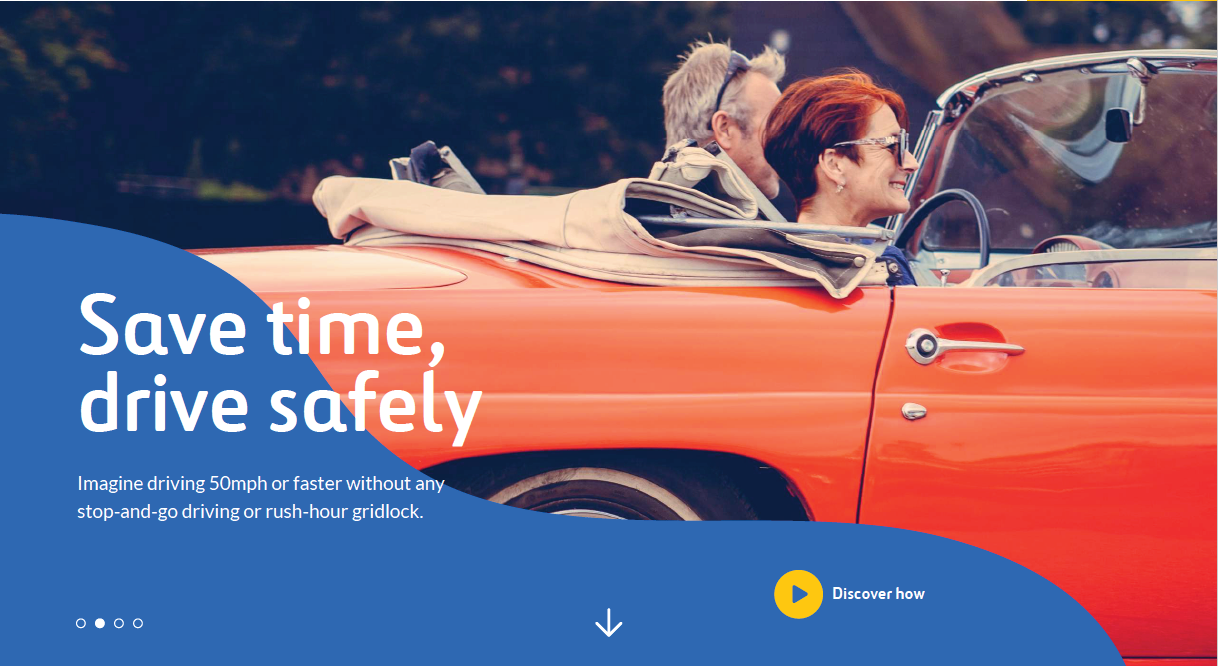 Save time,
drive safely
Imagine driving 50mph or faster without any
stop-and-go driving or rush-hour gridlock.
Discover how